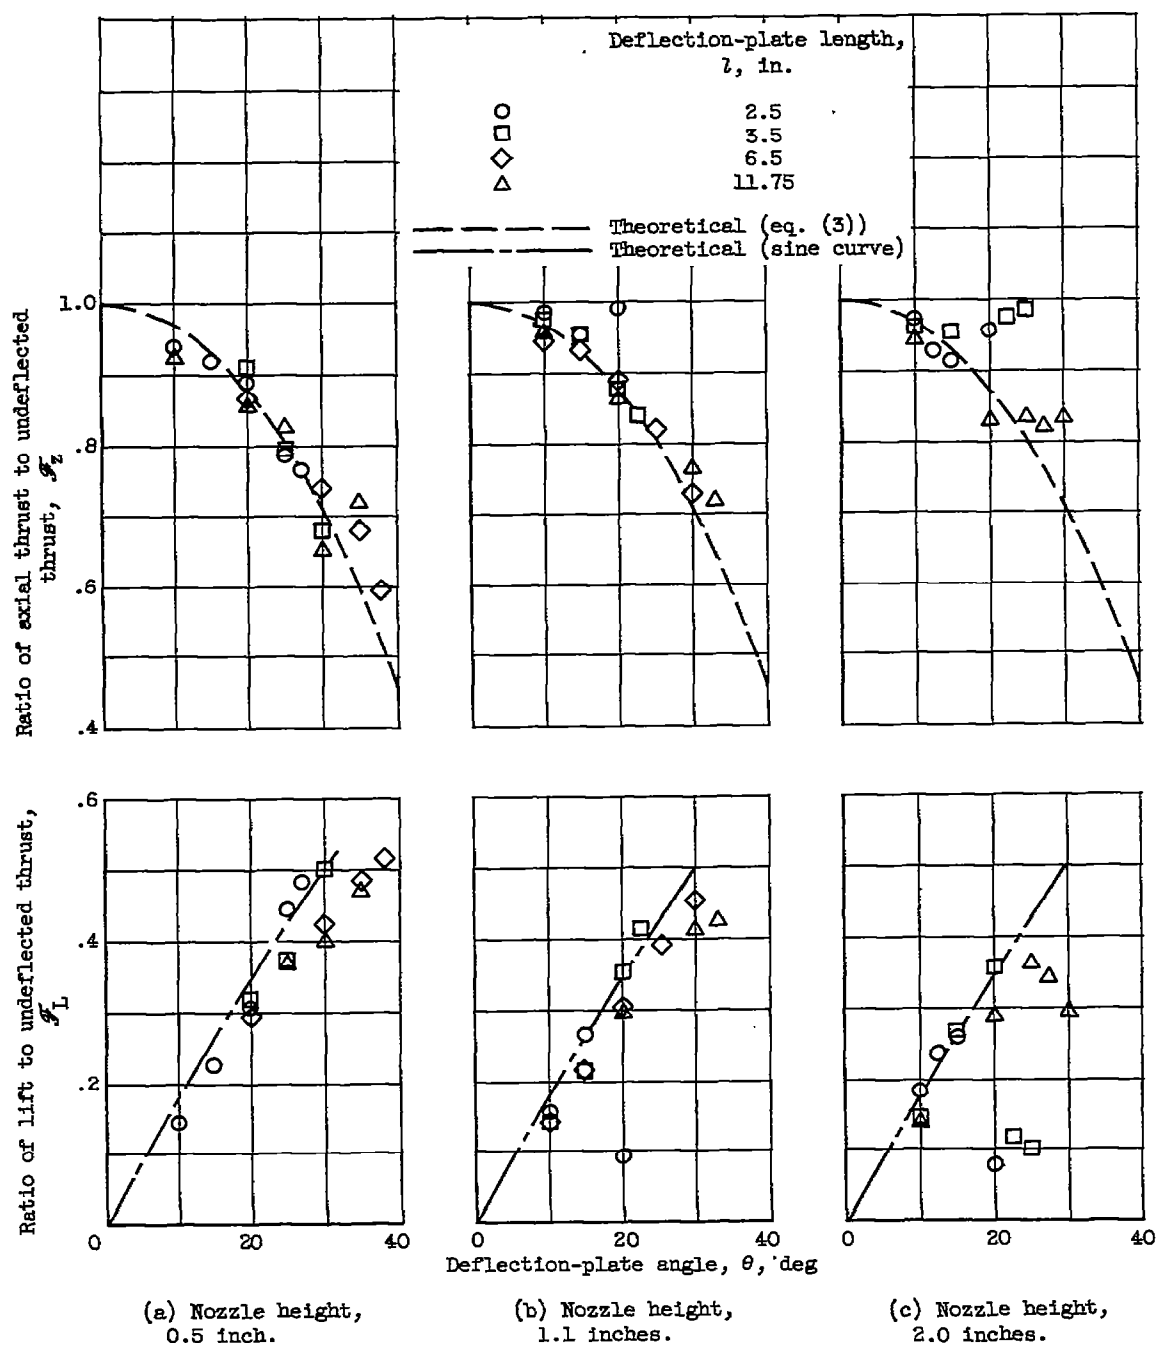 Deflection-plate length,
l, in.
2.5
3.5
6.5
11.75
Theoretical (eq. (3))
Theoretical (sine curve)
Ratio of axial thrust to undeflected
thrust, ℱz
1.0
.8
.6
.4
Ratio of lift to undeflected thrust,
ℱL
.6
.4
.2
0 20 40 0 20 40 0 20 40
Deflection-plate angle, θ, deg
(a) Nozzle height,
0.5 inch.
(b) Nozzle height,
1.1 inches.
(c) Nozzle height,
2.0 inches.